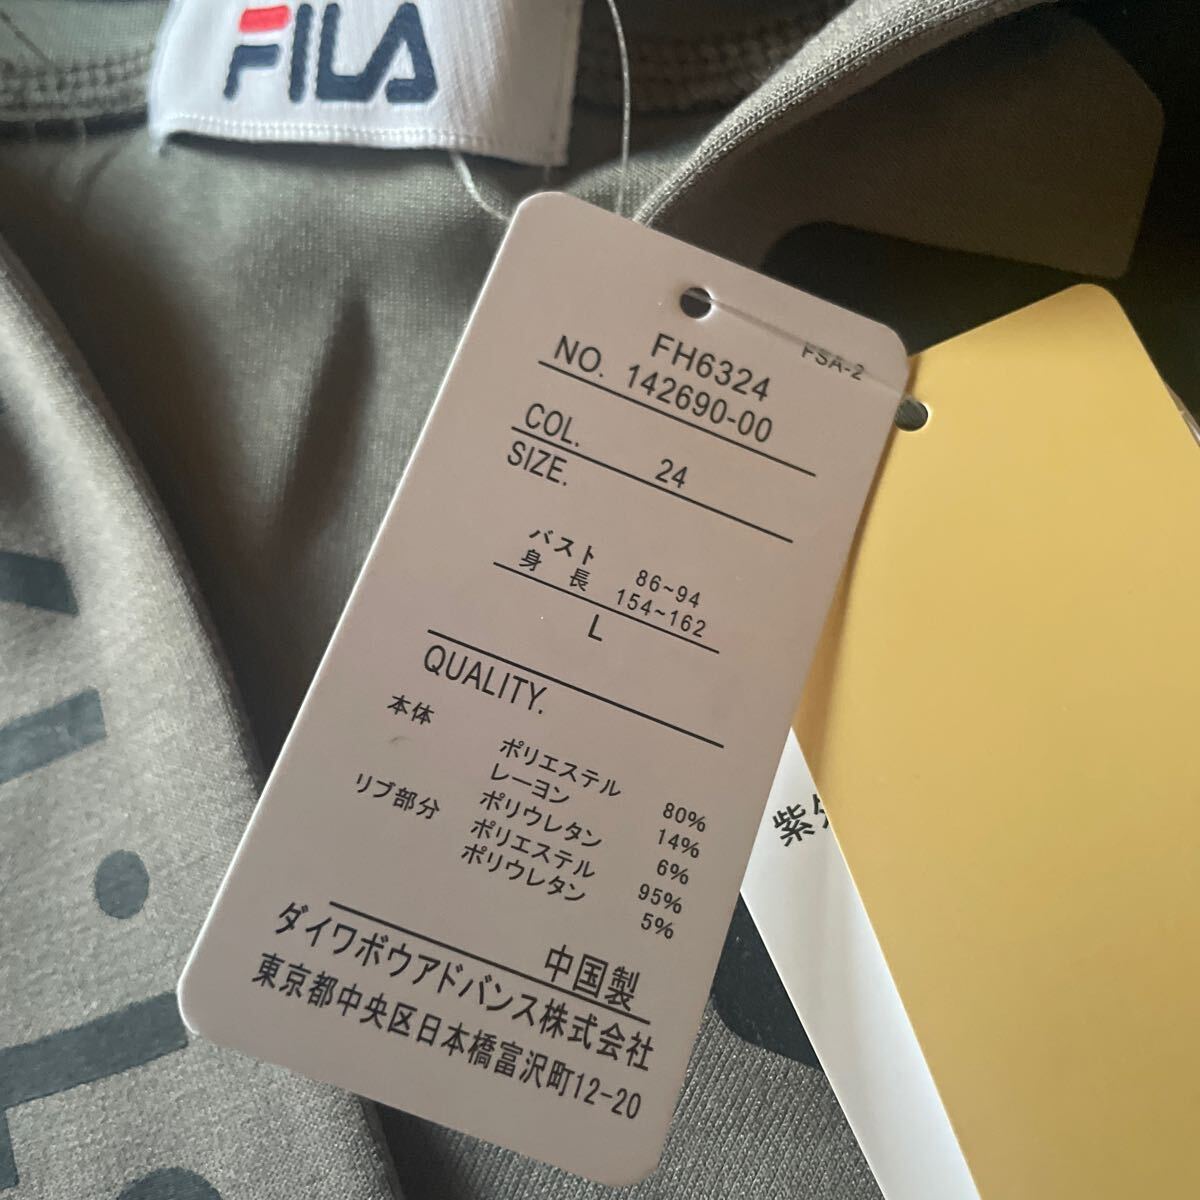 FILA
FH6324
FSA-2
NO. 142690-00
COL. 24
SIZE.
バスト 86~94
身長 154~162
L
QUALITY.
本体 ポリエステル 80%
レーヨン 14%
ポリウレタン 6%
リブ部分 ポリエステル 95%
ポリウレタン 5%
中国製
ダイワボウアドバンス株式会社
東京都中央区日本橋富沢町12-20
紫